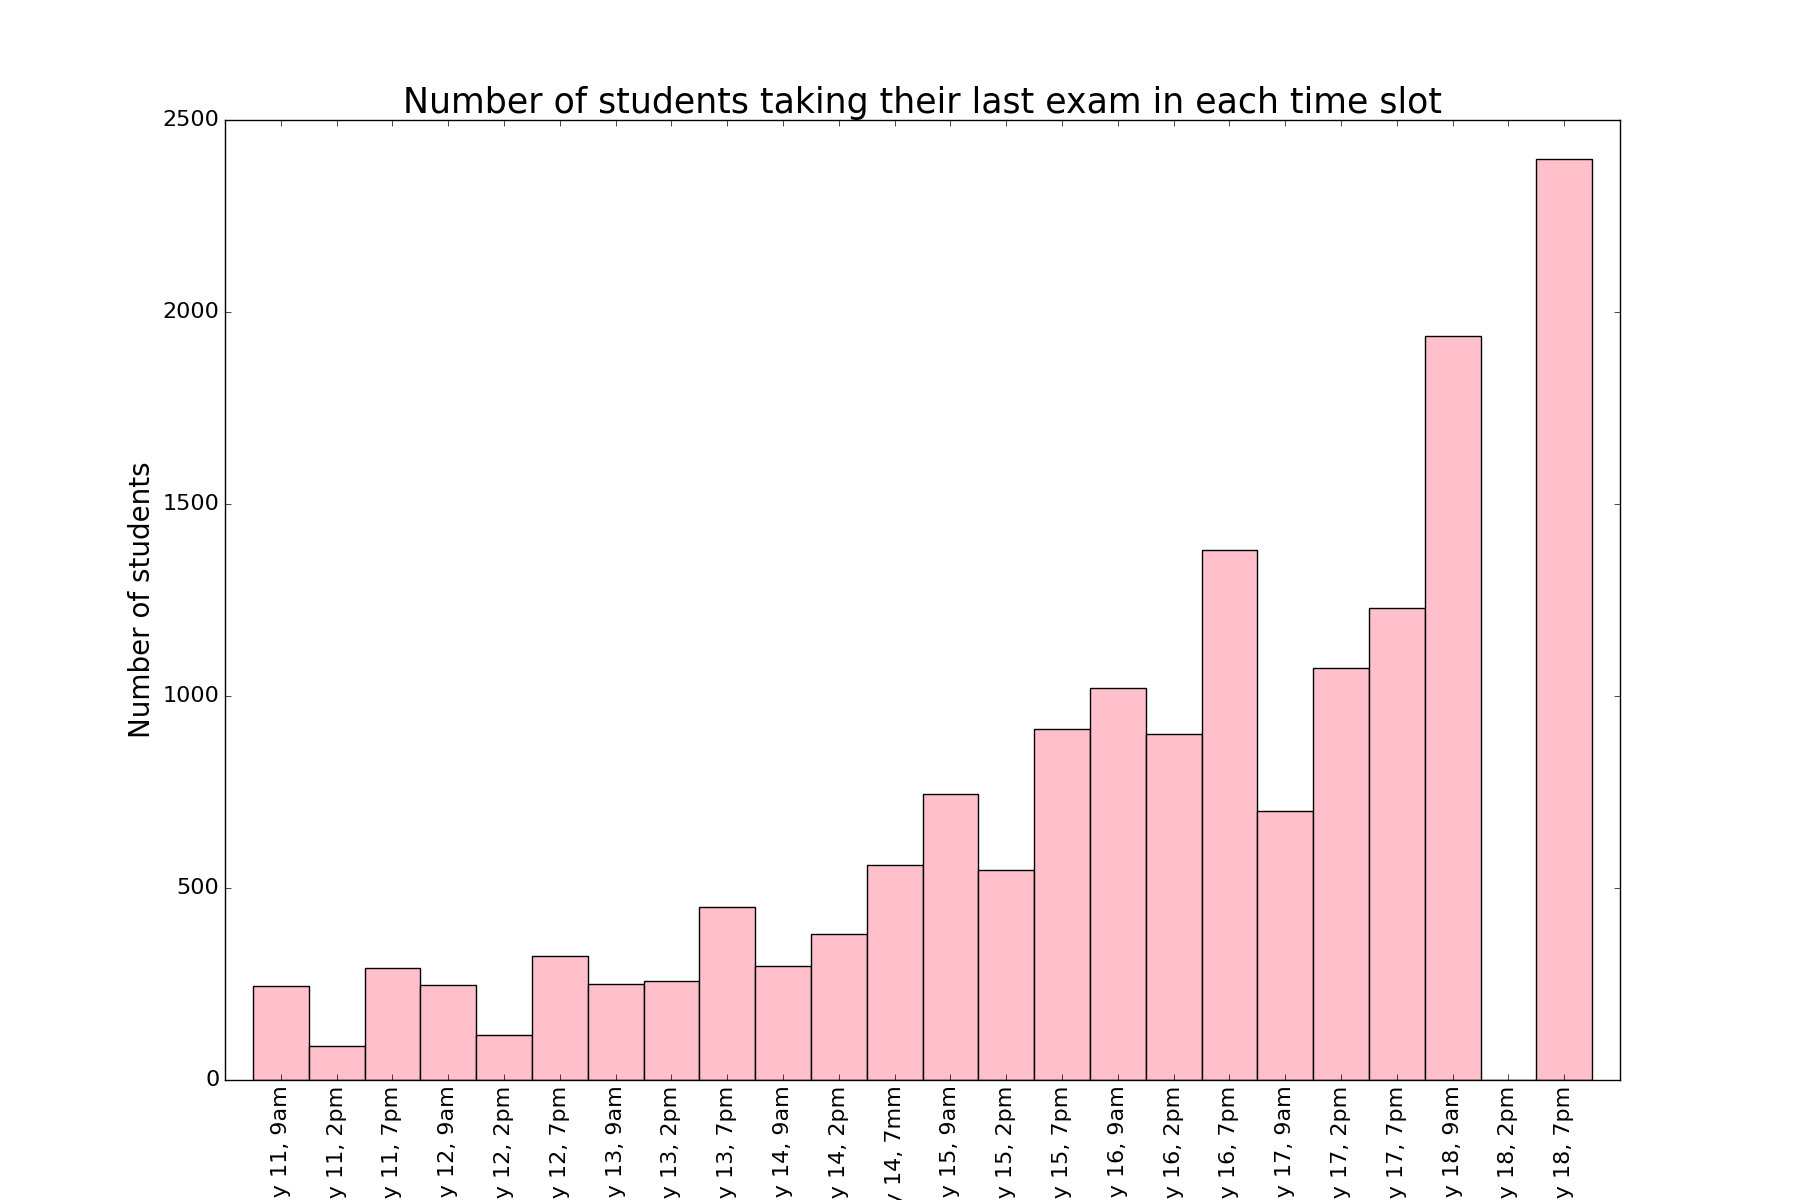 Number of students taking their last exam in each time slot
Number of students
2500
2000
1500
1000
500
0
y 11, 9am
y 11, 2pm
y 11, 7pm
y 12, 9am
y 12, 2pm
y 12, 7pm
y 13, 9am
y 13, 2pm
y 13, 7pm
y 14, 9am
y 14, 2pm
y 14, 7mm
y 15, 9am
y 15, 2pm
y 15, 7pm
y 16, 9am
y 16, 2pm
y 16, 7pm
y 17, 9am
y 17, 2pm
y 17, 7pm
y 18, 9am
y 18, 2pm
y 18, 7pm